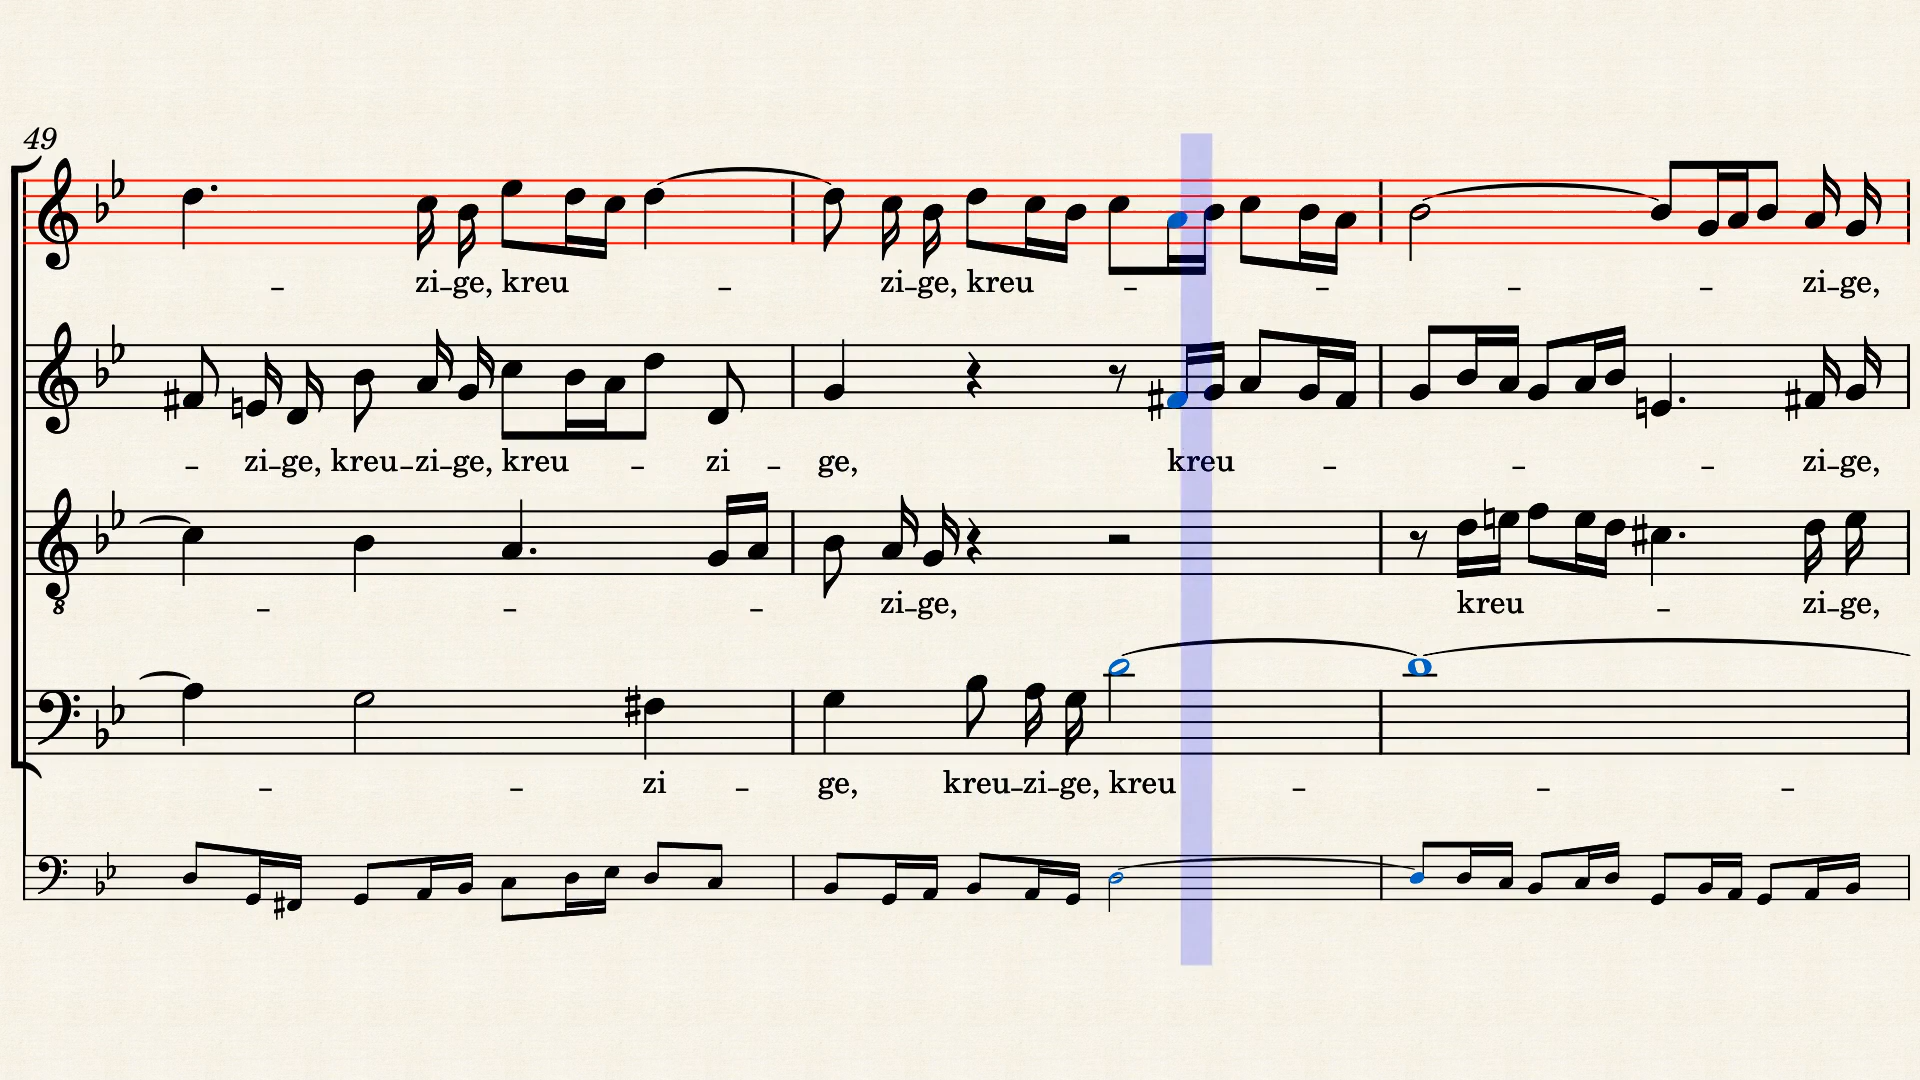 49
– zi–ge, kreu – zi–ge, kreu – – – – zi–ge,
– zi–ge, kreu–zi–ge, kreu – zi – ge, kreu – – – zi–ge,
8
– – – zi–ge, kreu – zi–ge,
– – zi – ge, kreu–zi–ge, kreu – – –